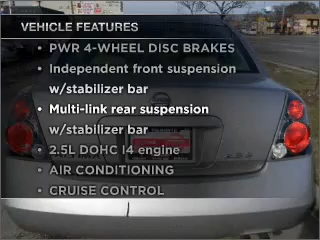 VEHICLE FEATURES
• PWR 4-WHEEL DISC BRAKES
• Independent front suspension
w/stabilizer bar
• Multi-link rear suspension
w/stabilizer bar
• 2.5L DOHC I4 engine
• AIR CONDITIONING
• CRUISE CONTROL